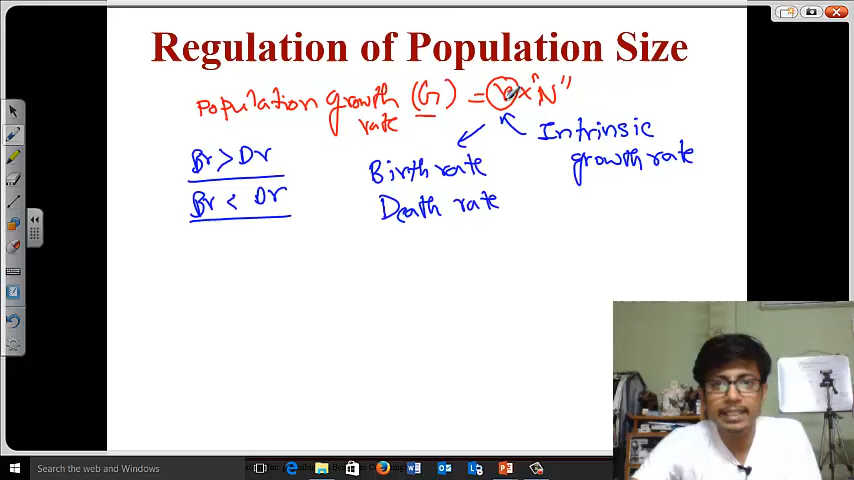 Regulation of Population Size
Population growth rate (G) = r x "N"
Intrinsic growth rate
Br > Dr
Birth rate
Br < Dr
Death rate
Search the web and Windows